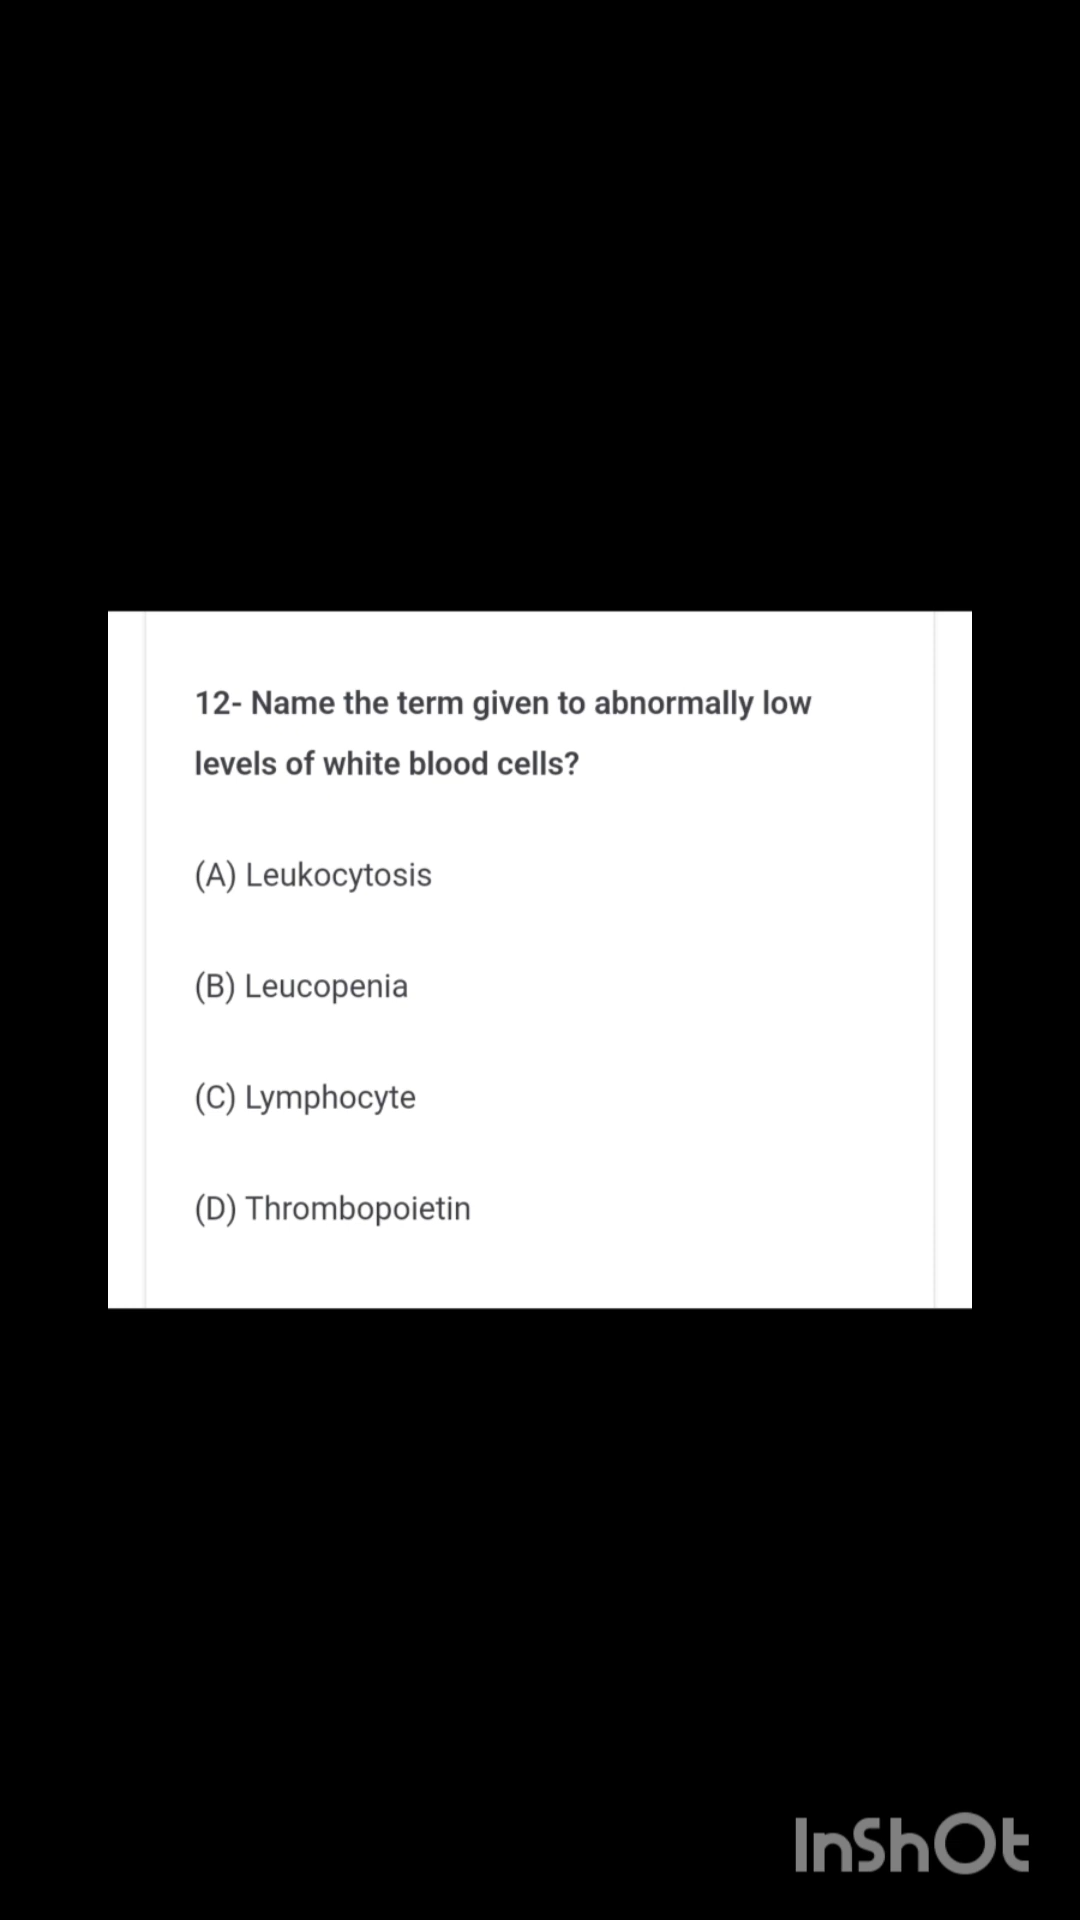 12- Name the term given to abnormally low
levels of white blood cells?
(A) Leukocytosis
(B) Leucopenia
(C) Lymphocyte
(D) Thrombopoietin
InShOt